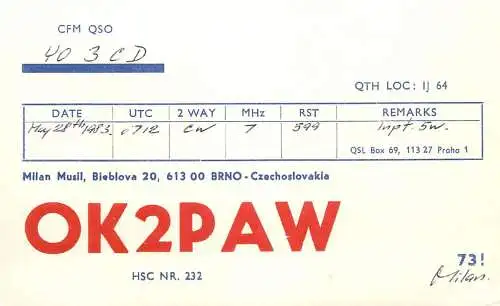 CFM QSO
YO 3 CD
QTH LOC: IJ 64
DATE UTC 2 WAY MHz RST REMARKS
May 28th 1983. 0712 CW 7 599 Inpt. 5W.
QSL Box 69, 113 27 Praha 1
Milan Musil, Bieblova 20, 613 00 BRNO - Czechoslovakia
OK2PAW
HSC NR. 232
73!
Milan.